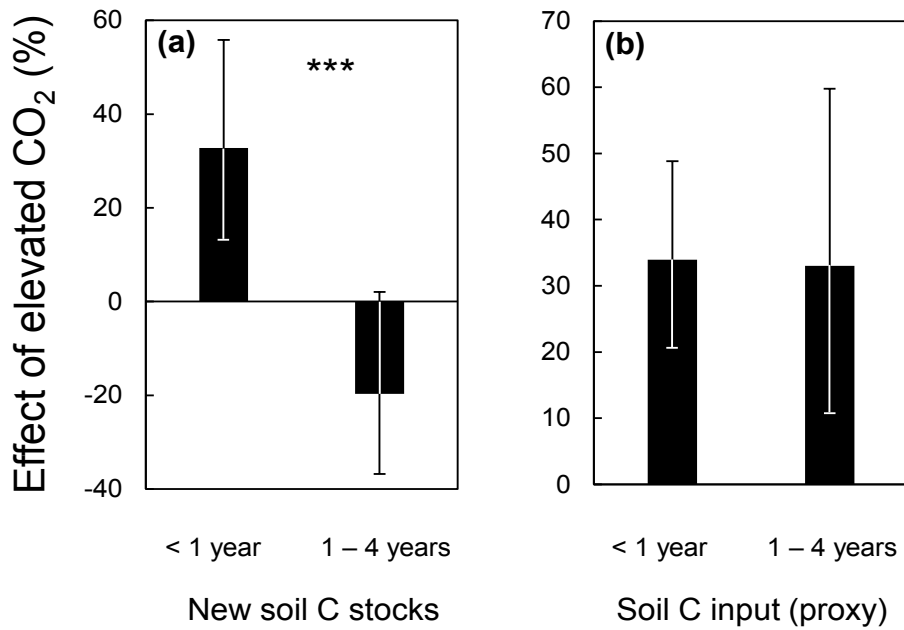 Effect of elevated CO₂ (%)
(a)
***
60
40
20
0
-20
-40
< 1 year
1 – 4 years
New soil C stocks
(b)
70
60
50
40
30
20
10
0
< 1 year
1 – 4 years
Soil C input (proxy)